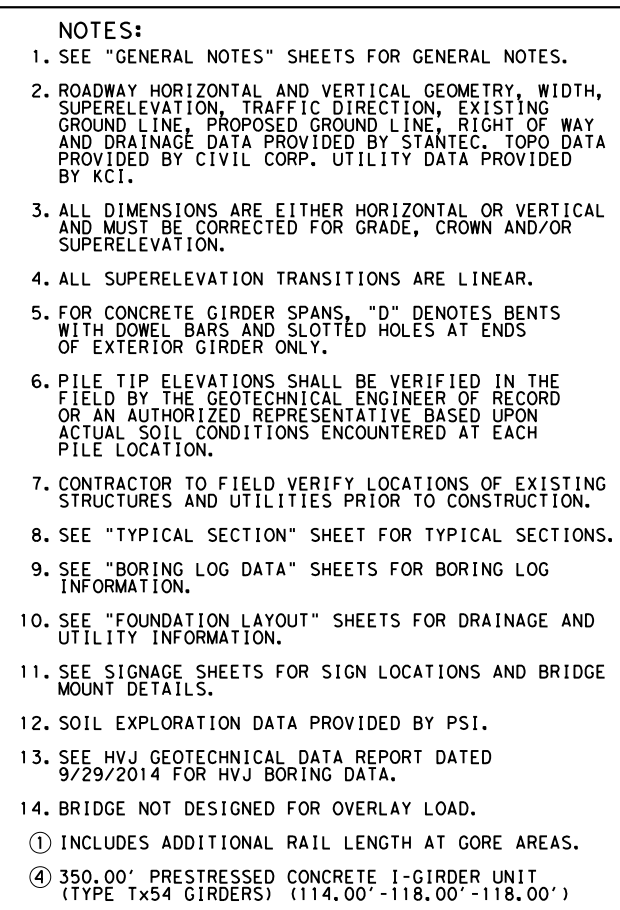 NOTES:
1. SEE "GENERAL NOTES" SHEETS FOR GENERAL NOTES.
2. ROADWAY HORIZONTAL AND VERTICAL GEOMETRY, WIDTH,
SUPERELEVATION, TRAFFIC DIRECTION, EXISTING
GROUND LINE, PROPOSED GROUND LINE, RIGHT OF WAY
AND DRAINAGE DATA PROVIDED BY STANTEC. TOPO DATA
PROVIDED BY CIVIL CORP. UTILITY DATA PROVIDED
BY KCI.
3. ALL DIMENSIONS ARE EITHER HORIZONTAL OR VERTICAL
AND MUST BE CORRECTED FOR GRADE, CROWN AND/OR
SUPERELEVATION.
4. ALL SUPERELEVATION TRANSITIONS ARE LINEAR.
5. FOR CONCRETE GIRDER SPANS, "D" DENOTES BENTS
WITH DOWEL BARS AND SLOTTED HOLES AT ENDS
OF EXTERIOR GIRDER ONLY.
6. PILE TIP ELEVATIONS SHALL BE VERIFIED IN THE
FIELD BY THE GEOTECHNICAL ENGINEER OF RECORD
OR AN AUTHORIZED REPRESENTATIVE BASED UPON
ACTUAL SOIL CONDITIONS ENCOUNTERED AT EACH
PILE LOCATION.
7. CONTRACTOR TO FIELD VERIFY LOCATIONS OF EXISTING
STRUCTURES AND UTILITIES PRIOR TO CONSTRUCTION.
8. SEE "TYPICAL SECTION" SHEET FOR TYPICAL SECTIONS.
9. SEE "BORING LOG DATA" SHEETS FOR BORING LOG
INFORMATION.
10. SEE "FOUNDATION LAYOUT" SHEETS FOR DRAINAGE AND
UTILITY INFORMATION.
11. SEE SIGNAGE SHEETS FOR SIGN LOCATIONS AND BRIDGE
MOUNT DETAILS.
12. SOIL EXPLORATION DATA PROVIDED BY PSI.
13. SEE HVJ GEOTECHNICAL DATA REPORT DATED
9/29/2014 FOR HVJ BORING DATA.
14. BRIDGE NOT DESIGNED FOR OVERLAY LOAD.
① INCLUDES ADDITIONAL RAIL LENGTH AT GORE AREAS.
④ 350.00' PRESTRESSED CONCRETE I-GIRDER UNIT
(TYPE Tx54 GIRDERS) (114.00'-118.00'-118.00')